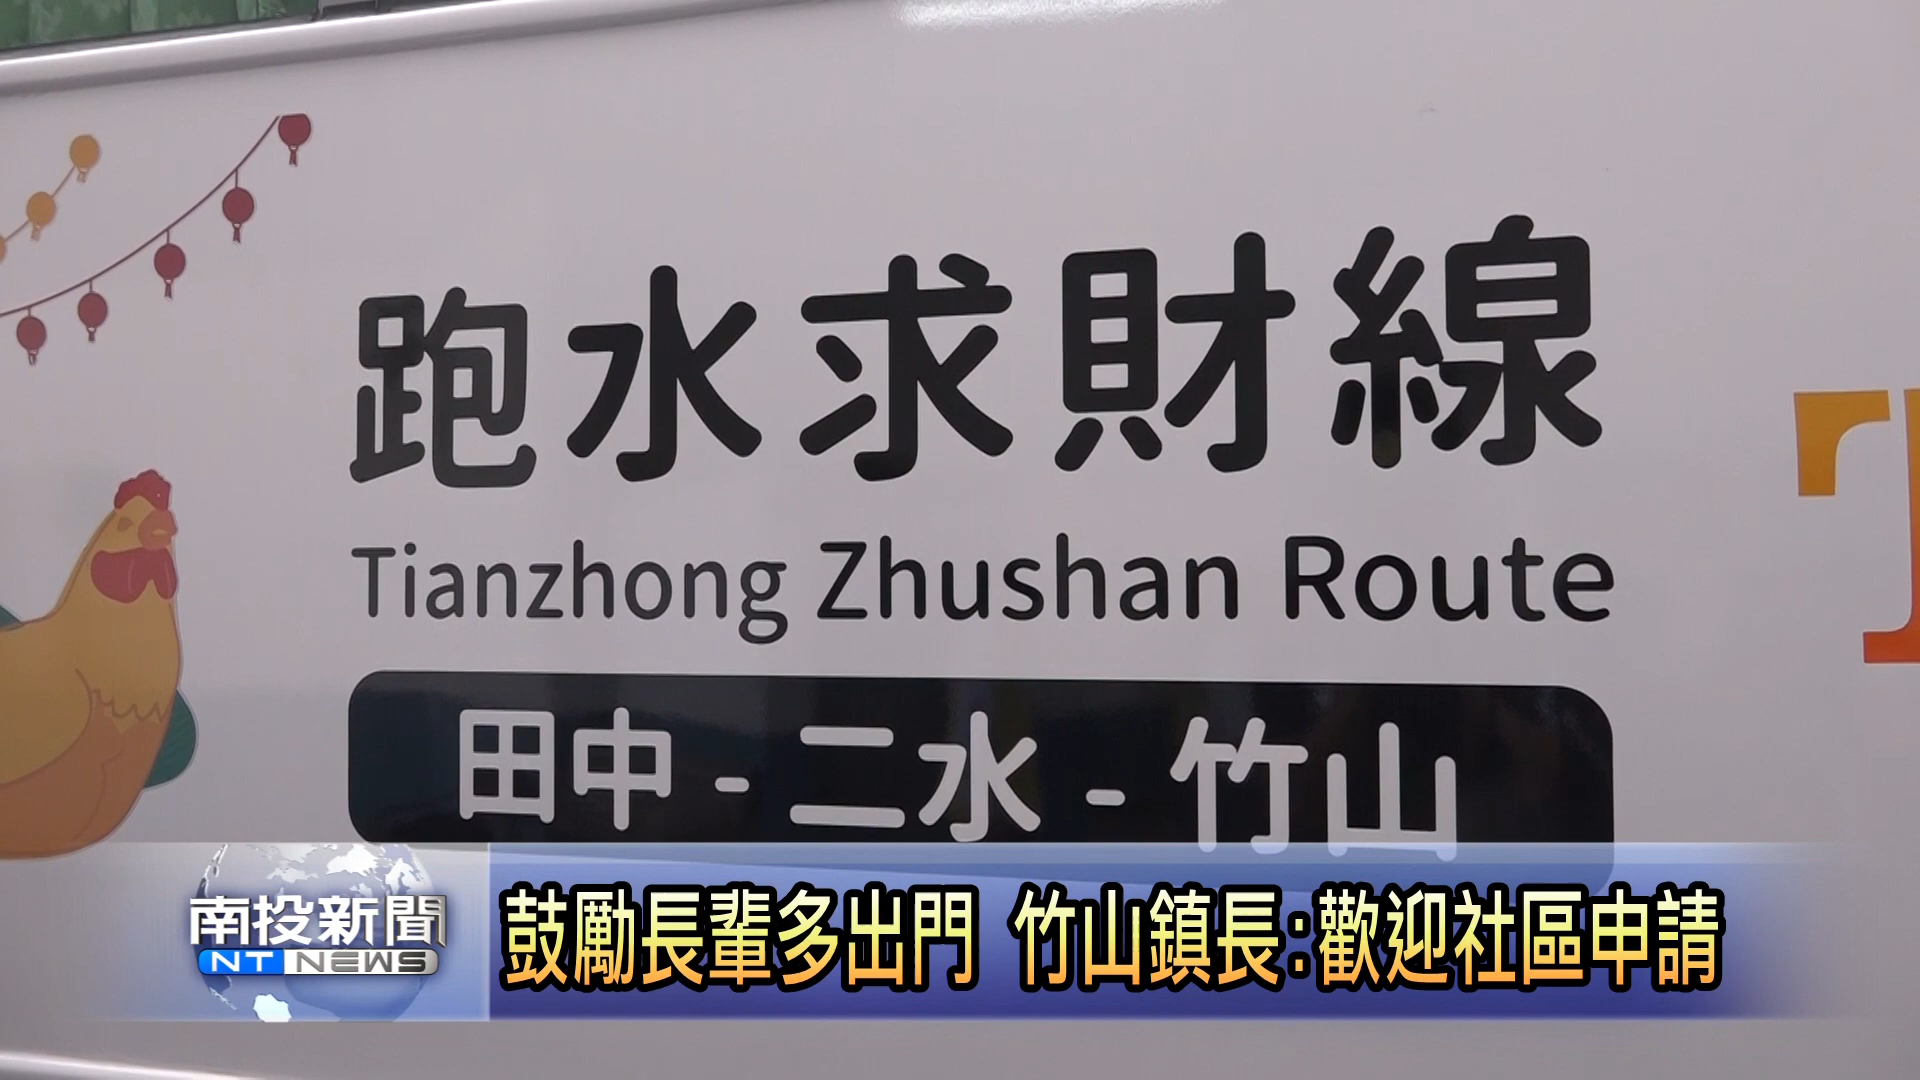 跑水求財線
Tianzhong Zhushan Route
T
田中-二水-竹山
南投新聞
NT NEWS
鼓勵長輩多出門 竹山鎮長:歡迎社區申請